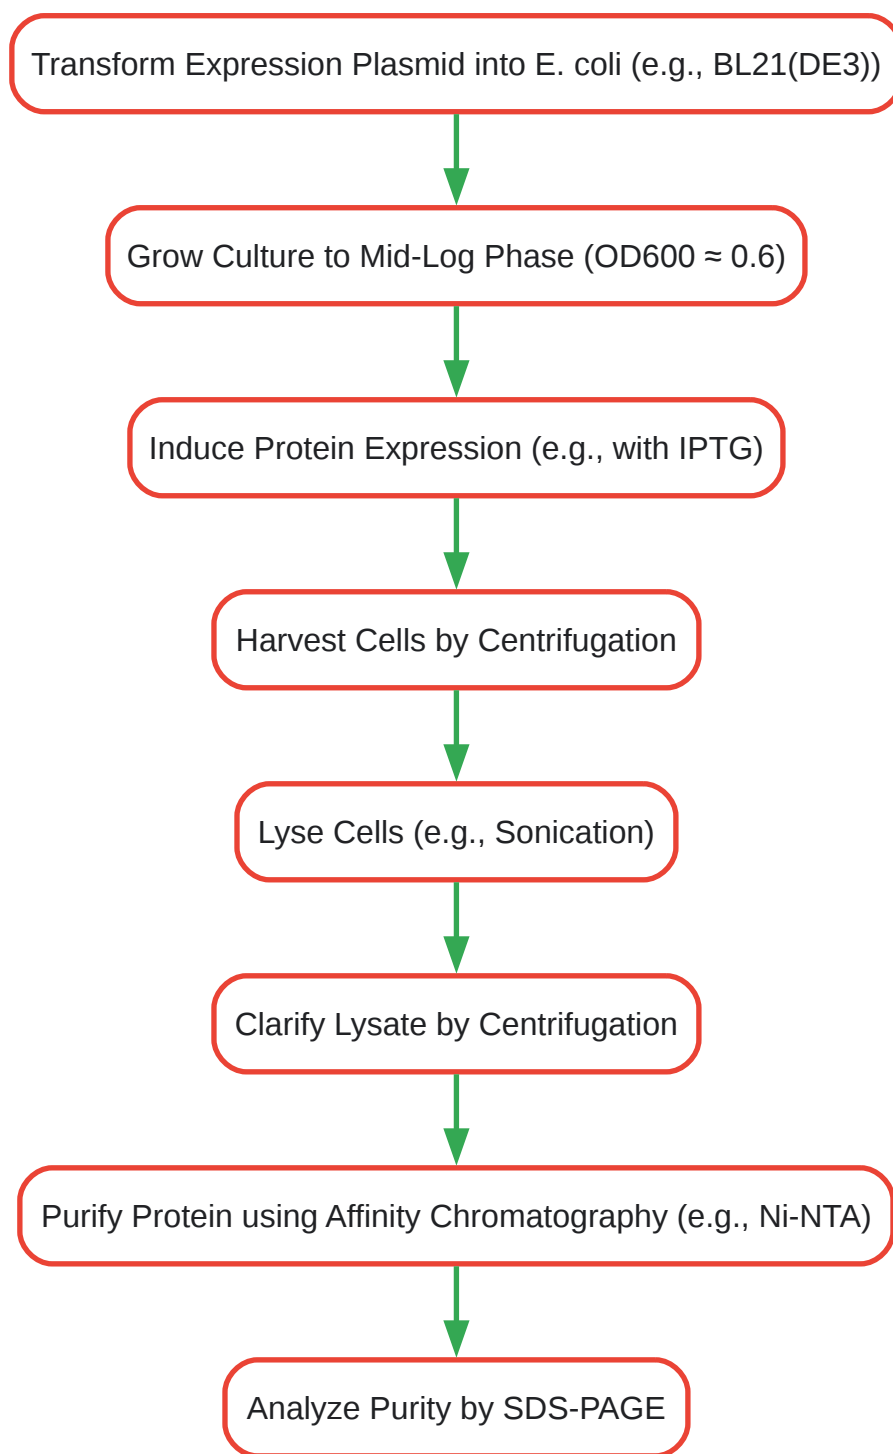 Transform Expression Plasmid into E. coli (e.g., BL21(DE3))
Grow Culture to Mid-Log Phase (OD600 ≈ 0.6)
Induce Protein Expression (e.g., with IPTG)
Harvest Cells by Centrifugation
Lyse Cells (e.g., Sonication)
Clarify Lysate by Centrifugation
Purify Protein using Affinity Chromatography (e.g., Ni-NTA)
Analyze Purity by SDS-PAGE